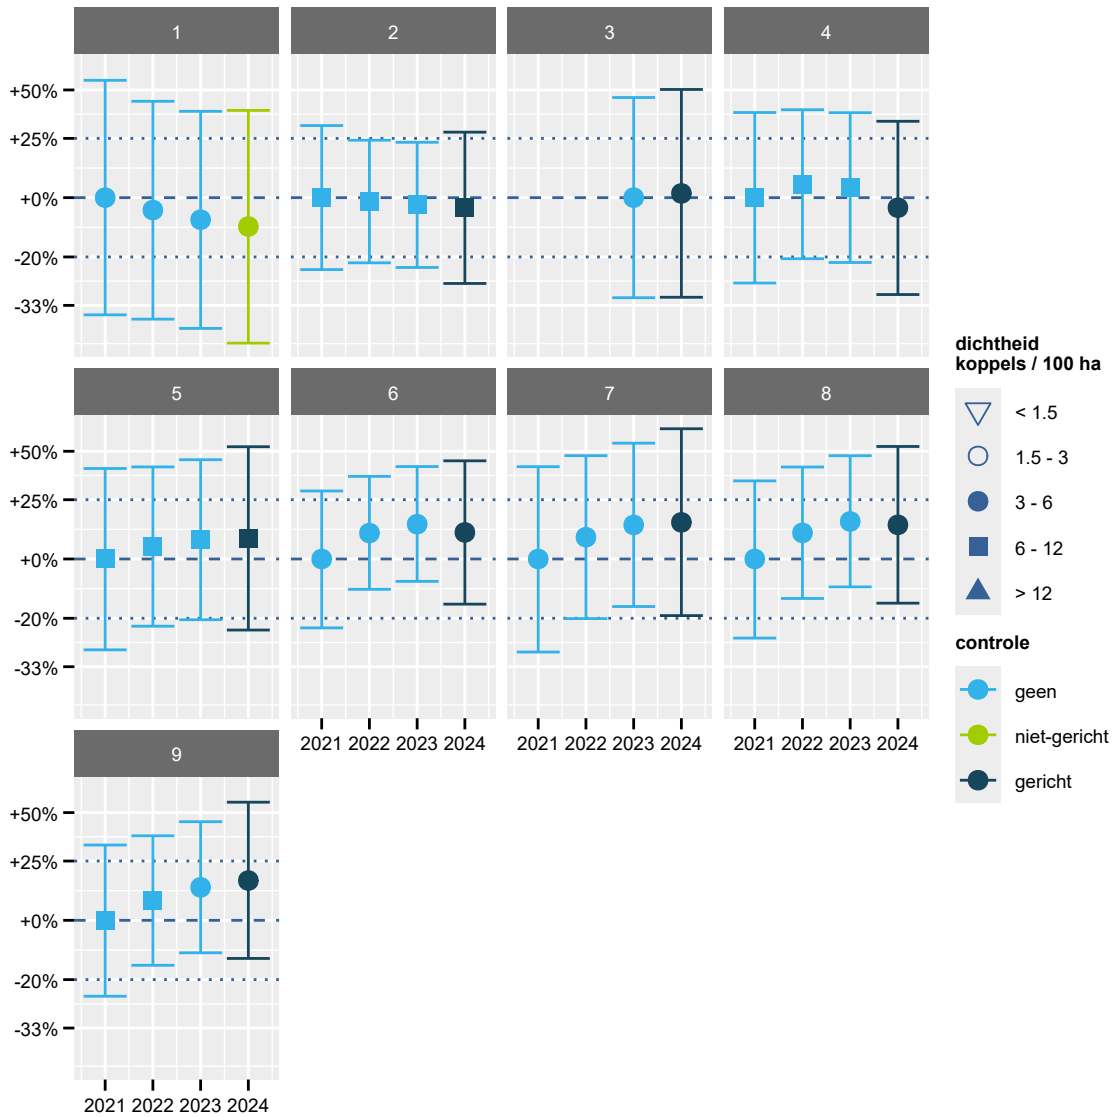 1
2
3
4
+50%
+25%
+0%
-20%
-33%
5
6
7
8
+50%
+25%
+0%
-20%
-33%
2021 2022 2023 2024
2021 2022 2023 2024
2021 2022 2023 2024
9
+50%
+25%
+0%
-20%
-33%
2021 2022 2023 2024
dichtheid
koppels / 100 ha
< 1.5
1.5 - 3
3 - 6
6 - 12
> 12
controle
geen
niet-gericht
gericht